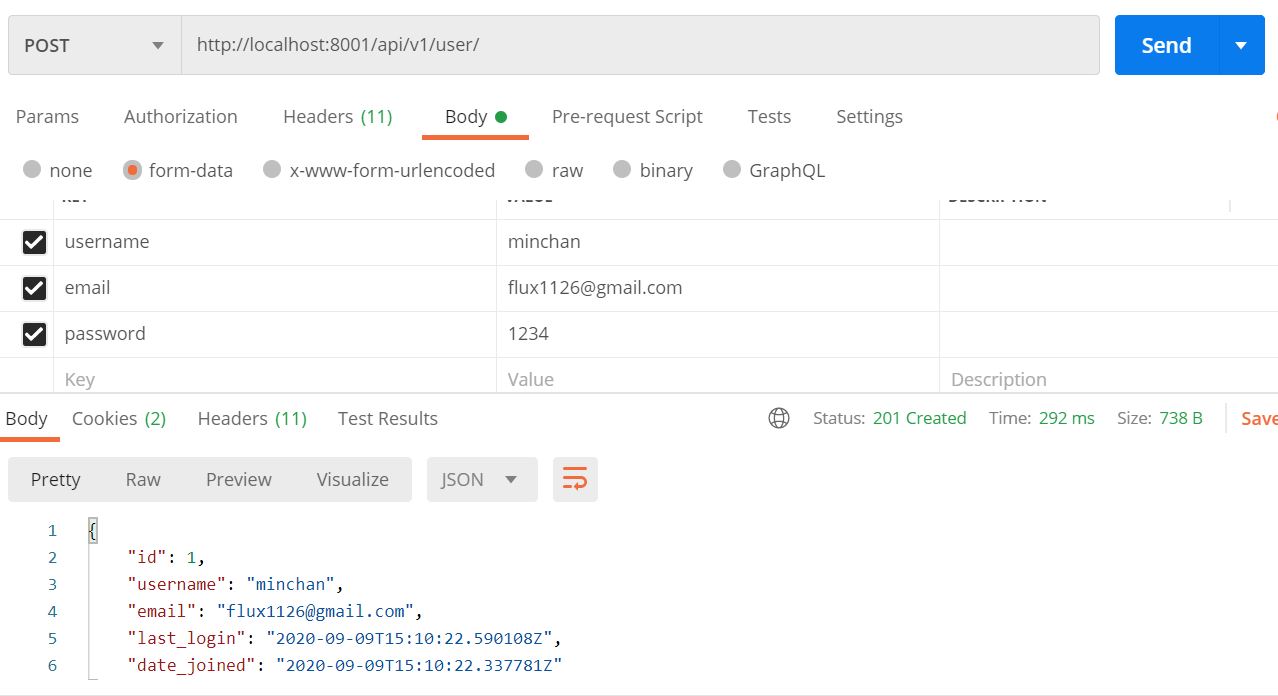 POST http://localhost:8001/api/v1/user/ Send
Params Authorization Headers (11) Body Pre-request Script Tests Settings
none form-data x-www-form-urlencoded raw binary GraphQL
KEY VALUE DESCRIPTION
username minchan
email flux1126@gmail.com
password 1234
Key Value Description
Body Cookies (2) Headers (11) Test Results Status: 201 Created Time: 292 ms Size: 738 B Save
Pretty Raw Preview Visualize JSON
1 {
2 "id": 1,
3 "username": "minchan",
4 "email": "flux1126@gmail.com",
5 "last_login": "2020-09-09T15:10:22.590108Z",
6 "date_joined": "2020-09-09T15:10:22.337781Z"